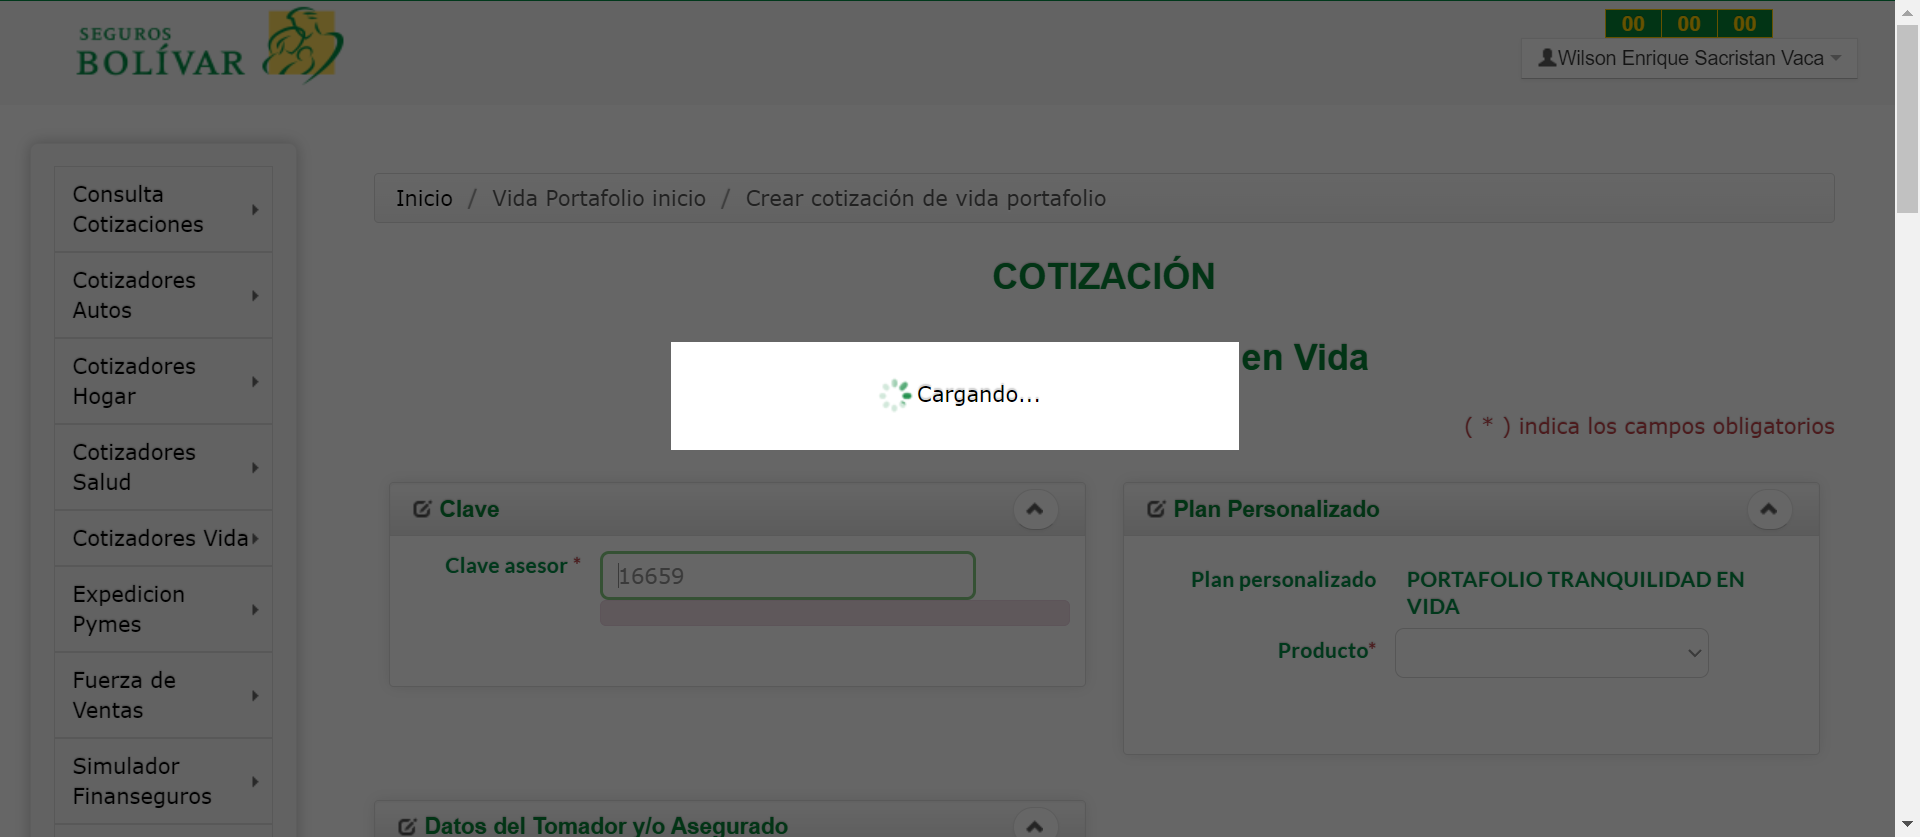 SEGUROS
BOLÍVAR
00 00 00
Wilson Enrique Sacristan Vaca
Consulta
Cotizaciones
Cotizadores
Autos
Cotizadores
Hogar
Cotizadores
Salud
Cotizadores Vida
Expedicion
Pymes
Fuerza de
Ventas
Simulador
Finanseguros
Inicio / Vida Portafolio inicio / Crear cotización de vida portafolio
COTIZACIÓN
en Vida
Cargando...
( * ) indica los campos obligatorios
Clave
Clave asesor *
16659
Plan Personalizado
Plan personalizado
PORTAFOLIO TRANQUILIDAD EN
VIDA
Producto*
Datos del Tomador y/o Asegurado